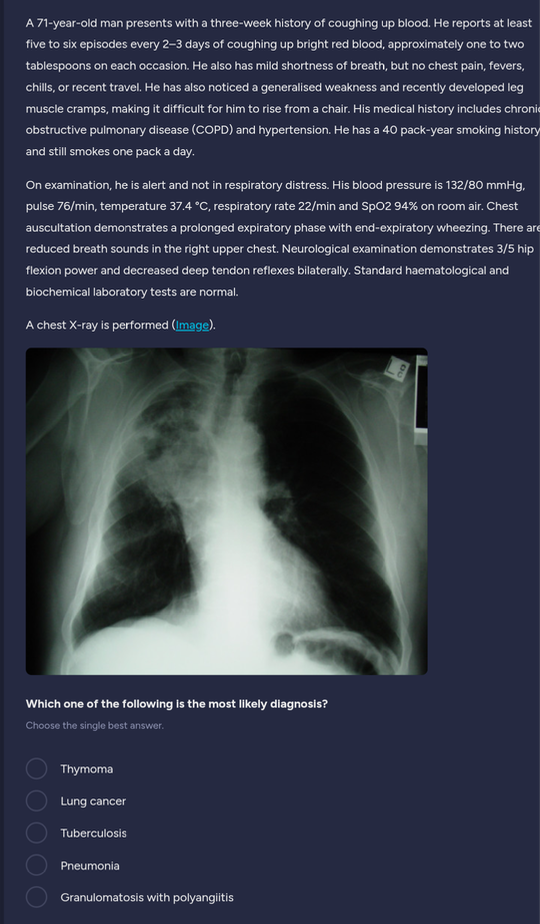 A 71-year-old man presents with a three-week history of coughing up blood. He reports at least
five to six episodes every 2–3 days of coughing up bright red blood, approximately one to two
tablespoons on each occasion. He also has mild shortness of breath, but no chest pain, fevers,
chills, or recent travel. He has also noticed a generalised weakness and recently developed leg
muscle cramps, making it difficult for him to rise from a chair. His medical history includes chronic
obstructive pulmonary disease (COPD) and hypertension. He has a 40 pack-year smoking history
and still smokes one pack a day.
On examination, he is alert and not in respiratory distress. His blood pressure is 132/80 mmHg,
pulse 76/min, temperature 37.4 °C, respiratory rate 22/min and SpO2 94% on room air. Chest
auscultation demonstrates a prolonged expiratory phase with end-expiratory wheezing. There are
reduced breath sounds in the right upper chest. Neurological examination demonstrates 3/5 hip
flexion power and decreased deep tendon reflexes bilaterally. Standard haematological and
biochemical laboratory tests are normal.
A chest X-ray is performed (Image).
L
Which one of the following is the most likely diagnosis?
Choose the single best answer.
Thymoma
Lung cancer
Tuberculosis
Pneumonia
Granulomatosis with polyangiitis